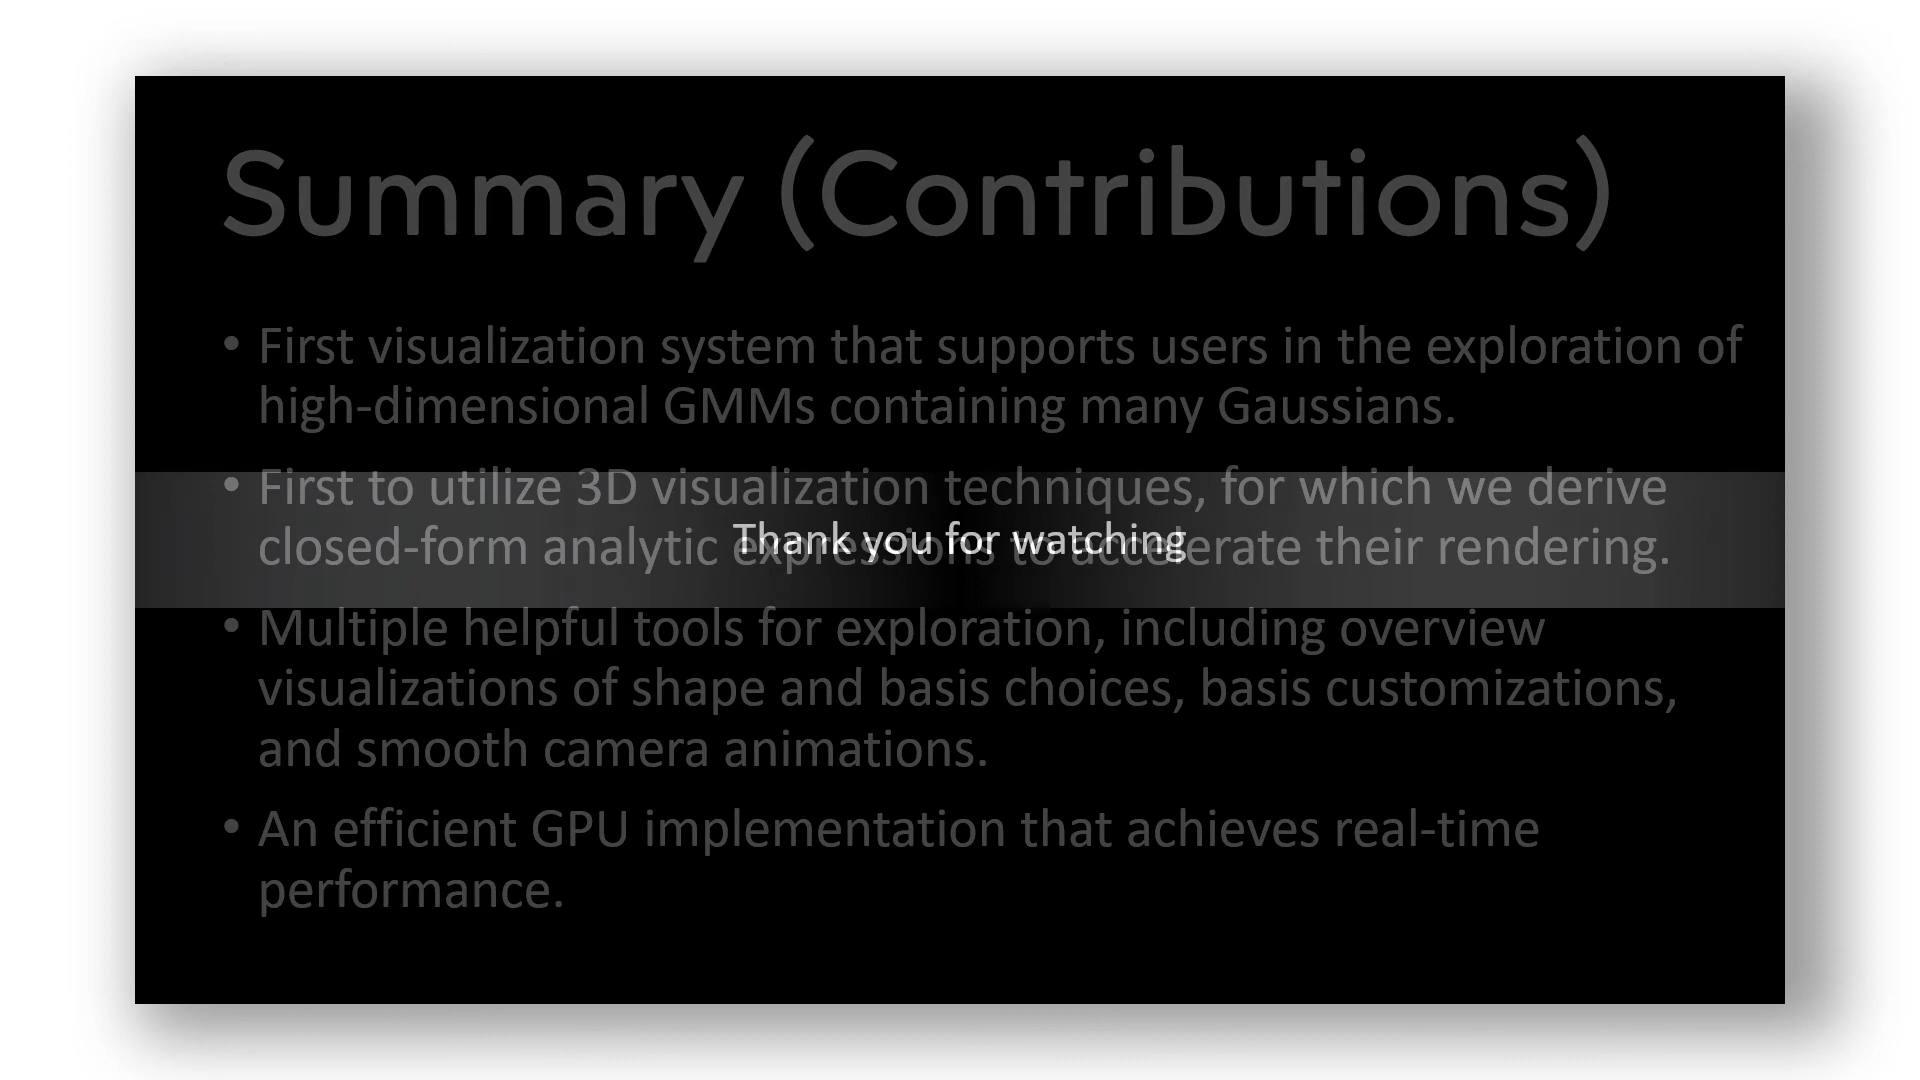 Summary (Contributions)
• First visualization system that supports users in the exploration of
high-dimensional GMMs containing many Gaussians.
• First to utilize 3D visualization techniques, for which we derive
closed-form analytic expressions to accelerate their rendering.
Thank you for watching
• Multiple helpful tools for exploration, including overview
visualizations of shape and basis choices, basis customizations,
and smooth camera animations.
• An efficient GPU implementation that achieves real-time
performance.